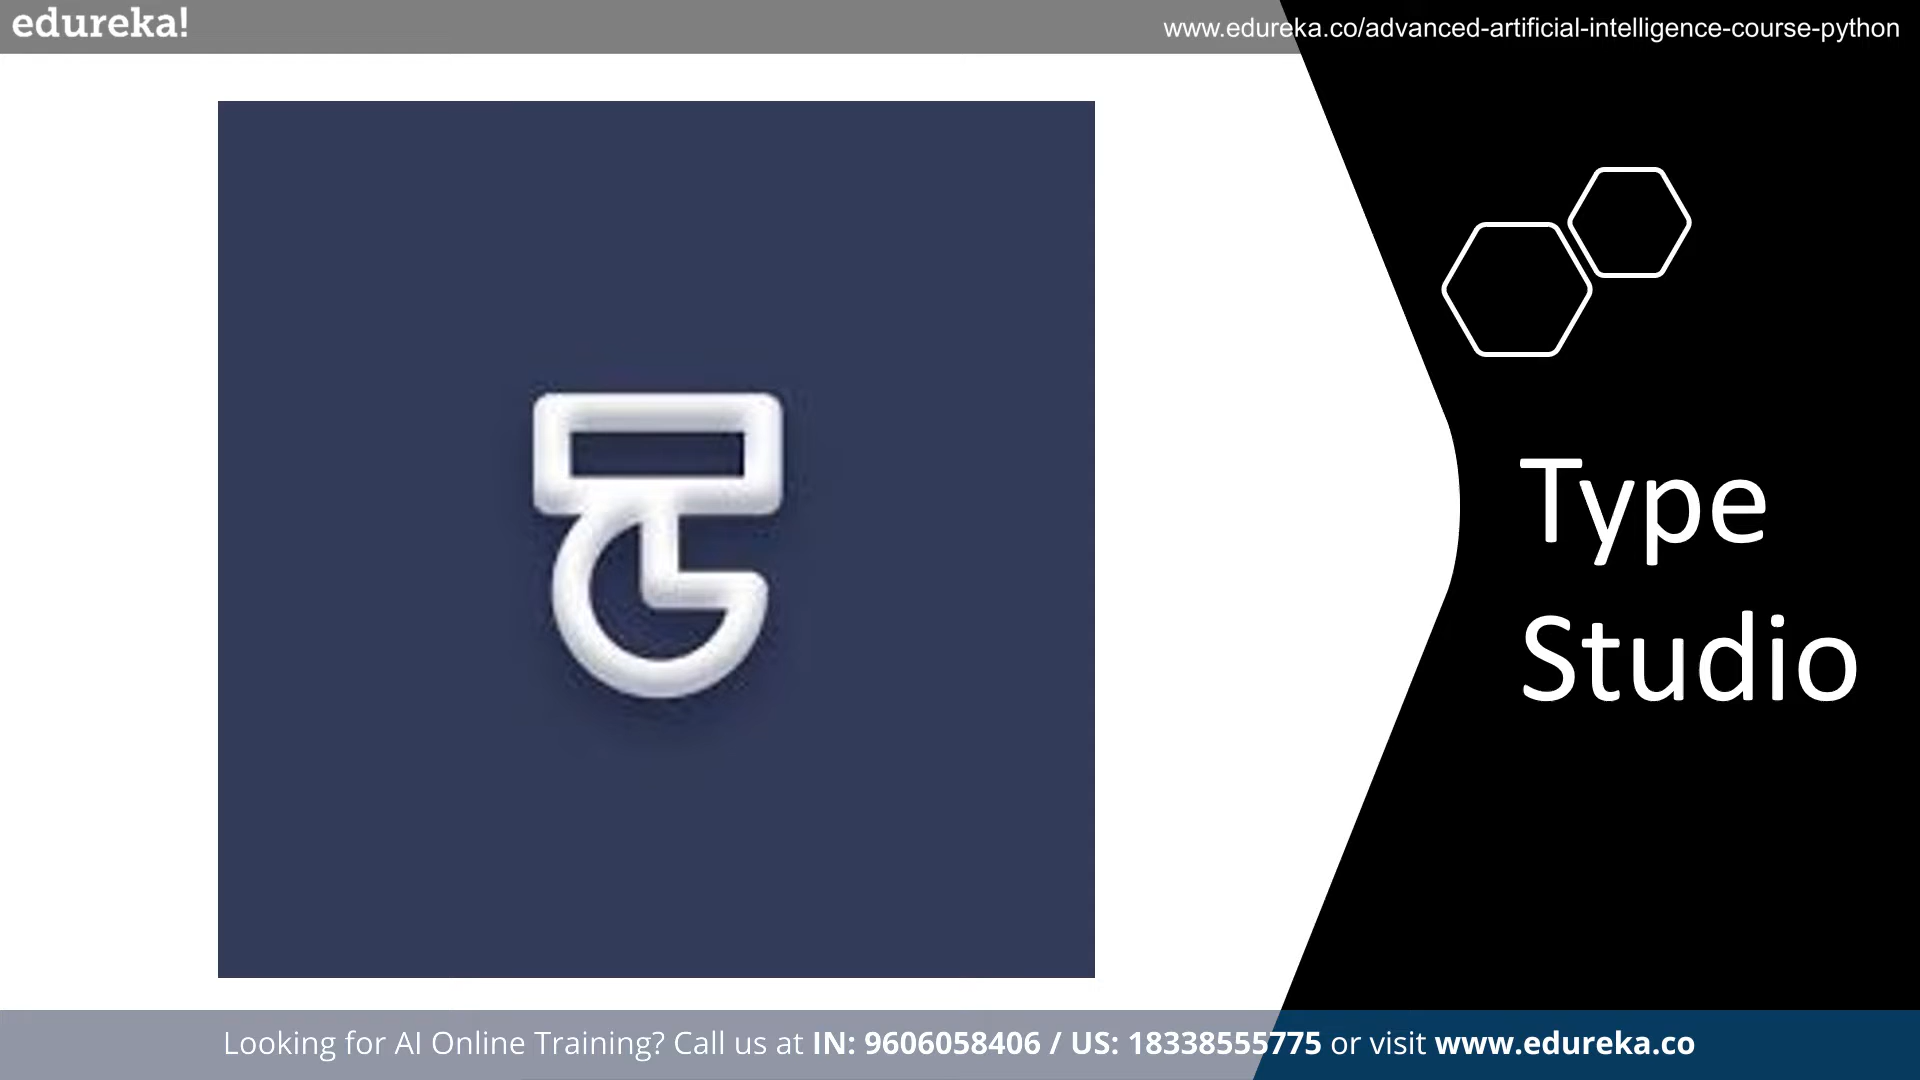 edureka!
www.edureka.co/advanced-artificial-intelligence-course-python
Type
Studio
Looking for AI Online Training? Call us at IN: 9606058406 / US: 18338555775 or visit www.edureka.co